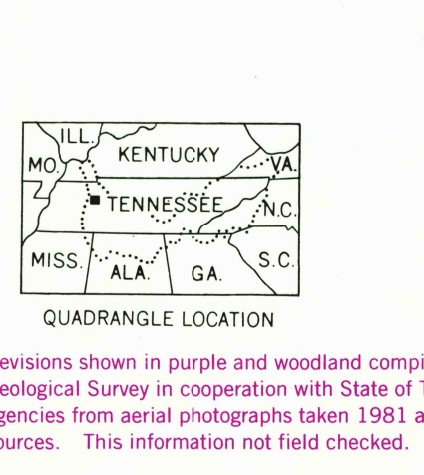 ILL.
MO.
KENTUCKY
VA.
TENNESSEE
N.C.
MISS.
ALA.
GA.
S.C.
QUADRANGLE LOCATION
evisions shown in purple and woodland compi
eological Survey in cooperation with State of T
gencies from aerial photographs taken 1981 a
ources. This information not field checked.